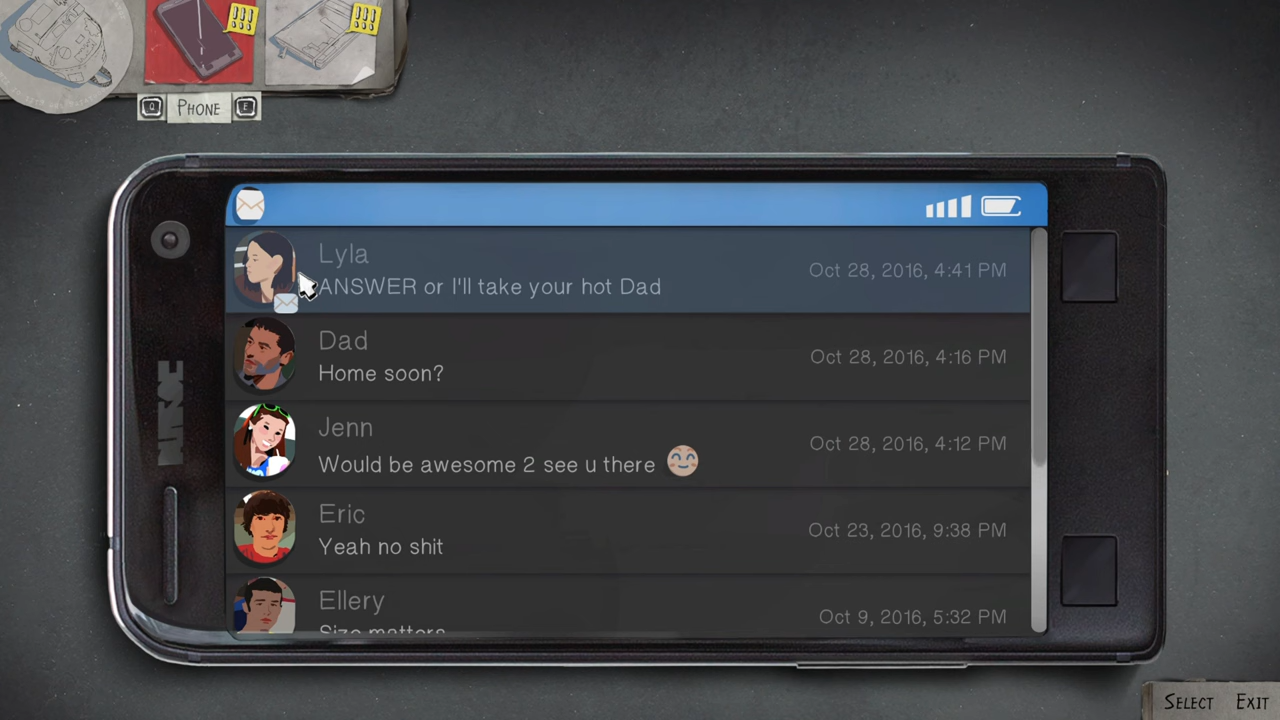 Q PHONE E
Lyla
ANSWER or I'll take your hot Dad
Oct 28, 2016, 4:41 PM
Dad
Home soon?
Oct 28, 2016, 4:16 PM
Jenn
Would be awesome 2 see u there
Oct 28, 2016, 4:12 PM
Eric
Yeah no shit
Oct 23, 2016, 9:38 PM
Ellery
Size matters
Oct 9, 2016, 5:32 PM
SELECT EXIT